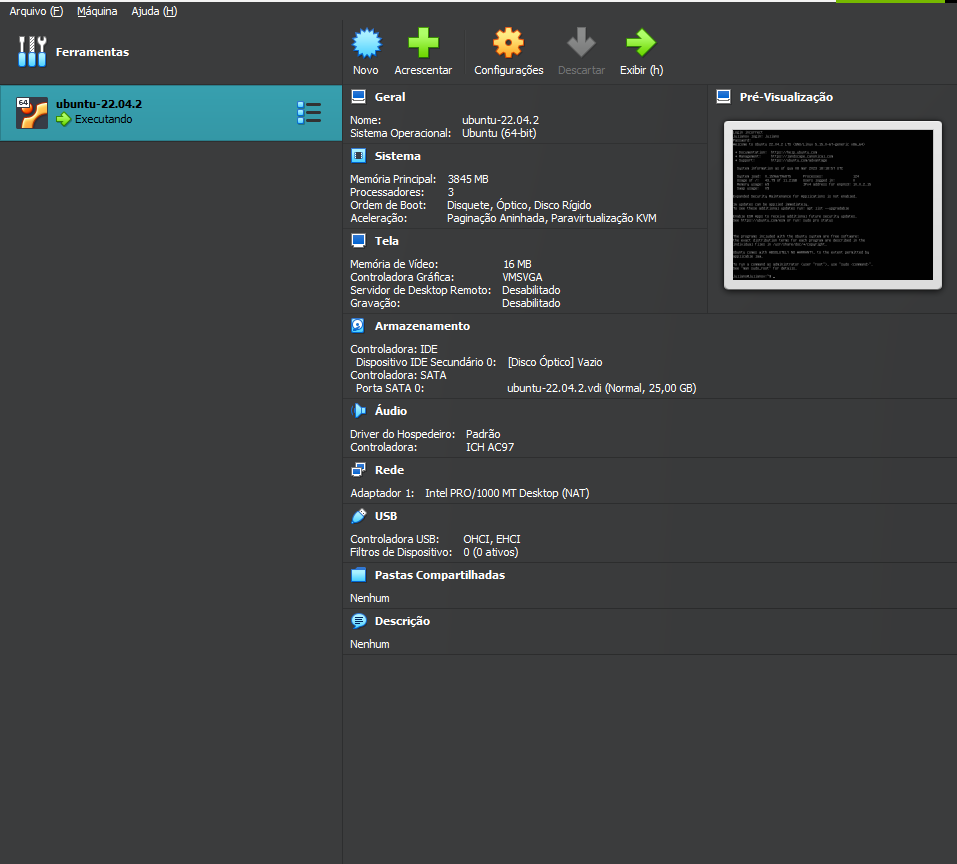 Arquivo (F) Máquina Ajuda (H)
Ferramentas
64
ubuntu-22.04.2
Executando
Novo Acrescentar Configurações Descartar Exibir (h)
Geral
Nome: ubuntu-22.04.2
Sistema Operacional: Ubuntu (64-bit)
Sistema
Memória Principal: 3845 MB
Processadores: 3
Ordem de Boot: Disquete, Óptico, Disco Rígido
Aceleração: Paginação Aninhada, Paravirtualização KVM
Tela
Memória de Vídeo: 16 MB
Controladora Gráfica: VMSVGA
Servidor de Desktop Remoto: Desabilitado
Gravação: Desabilitado
Pré-Visualização
Armazenamento
Controladora: IDE
Dispositivo IDE Secundário 0: [Disco Óptico] Vazio
Controladora: SATA
Porta SATA 0: ubuntu-22.04.2.vdi (Normal, 25,00 GB)
Áudio
Driver do Hospedeiro: Padrão
Controladora: ICH AC97
Rede
Adaptador 1: Intel PRO/1000 MT Desktop (NAT)
USB
Controladora USB: OHCI, EHCI
Filtros de Dispositivo: 0 (0 ativos)
Pastas Compartilhadas
Nenhum
Descrição
Nenhum